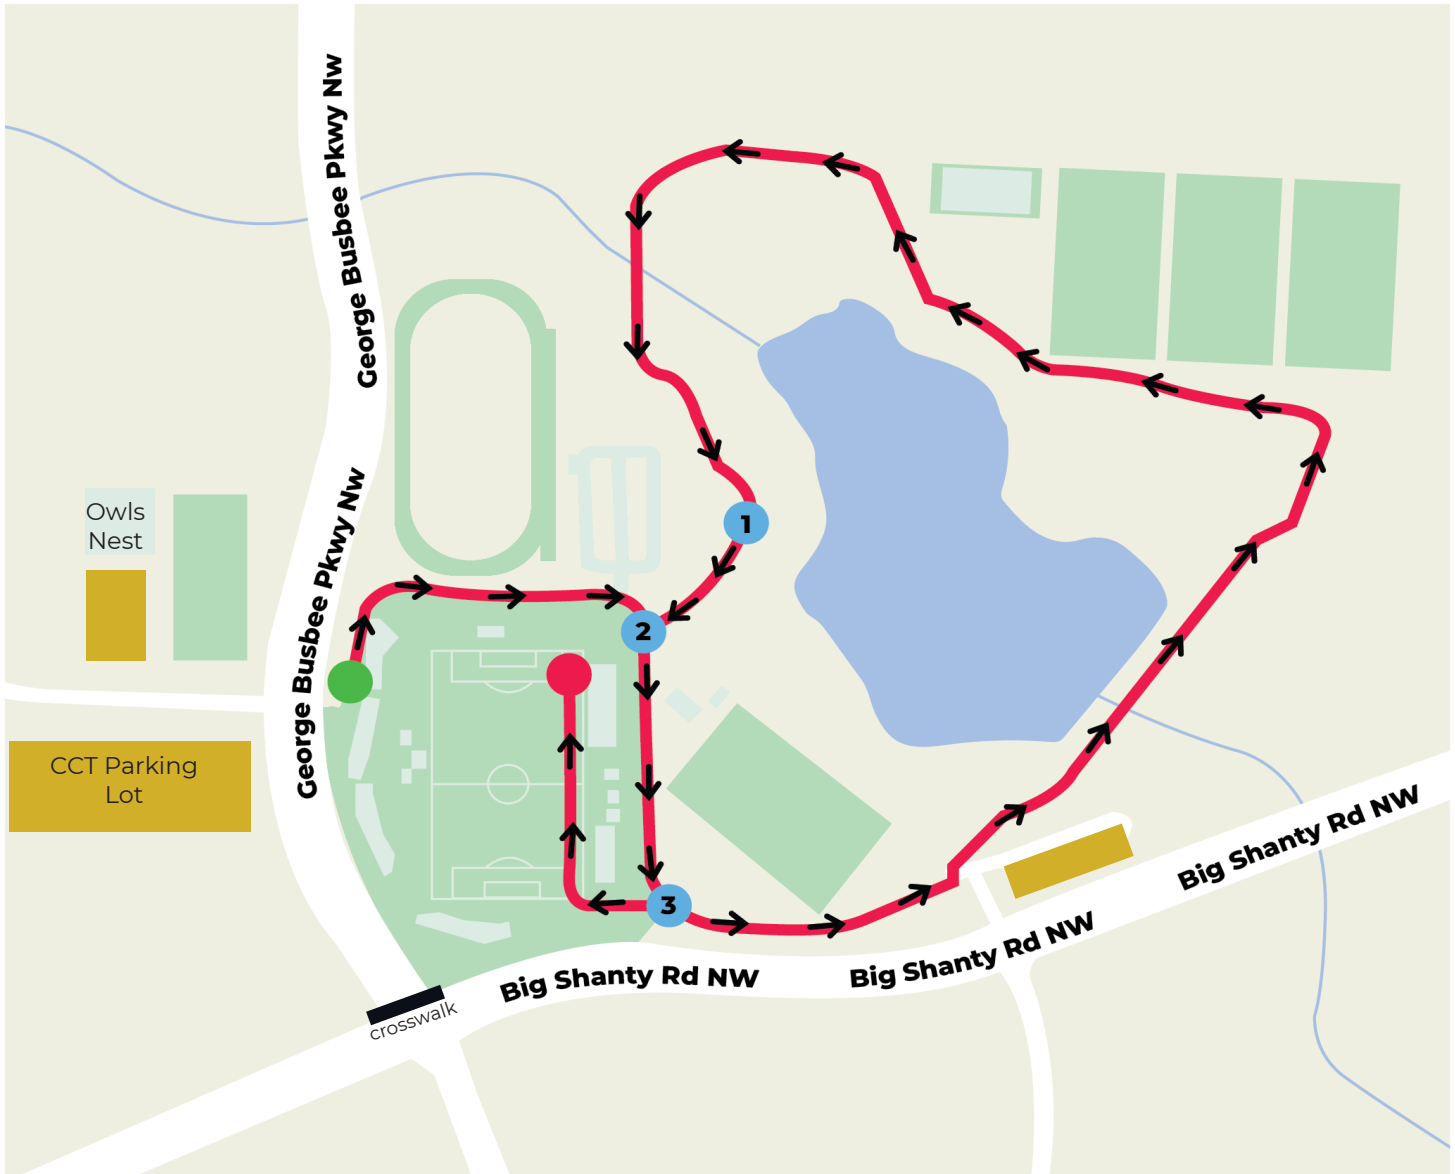 George Busbee Pkwy Nw
George Busbee Pkwy Nw
Owls
Nest
CCT Parking
Lot
1
2
3
Big Shanty Rd NW
Big Shanty Rd NW
Big Shanty Rd NW
crosswalk